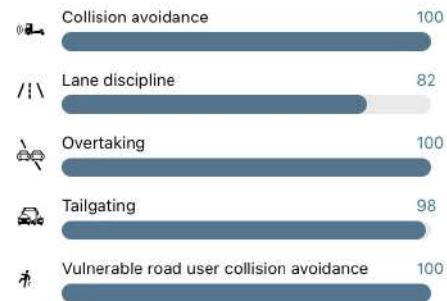 Collision avoidance 100
Lane discipline 82
Overtaking 100
Tailgating 98
Vulnerable road user collision avoidance 100